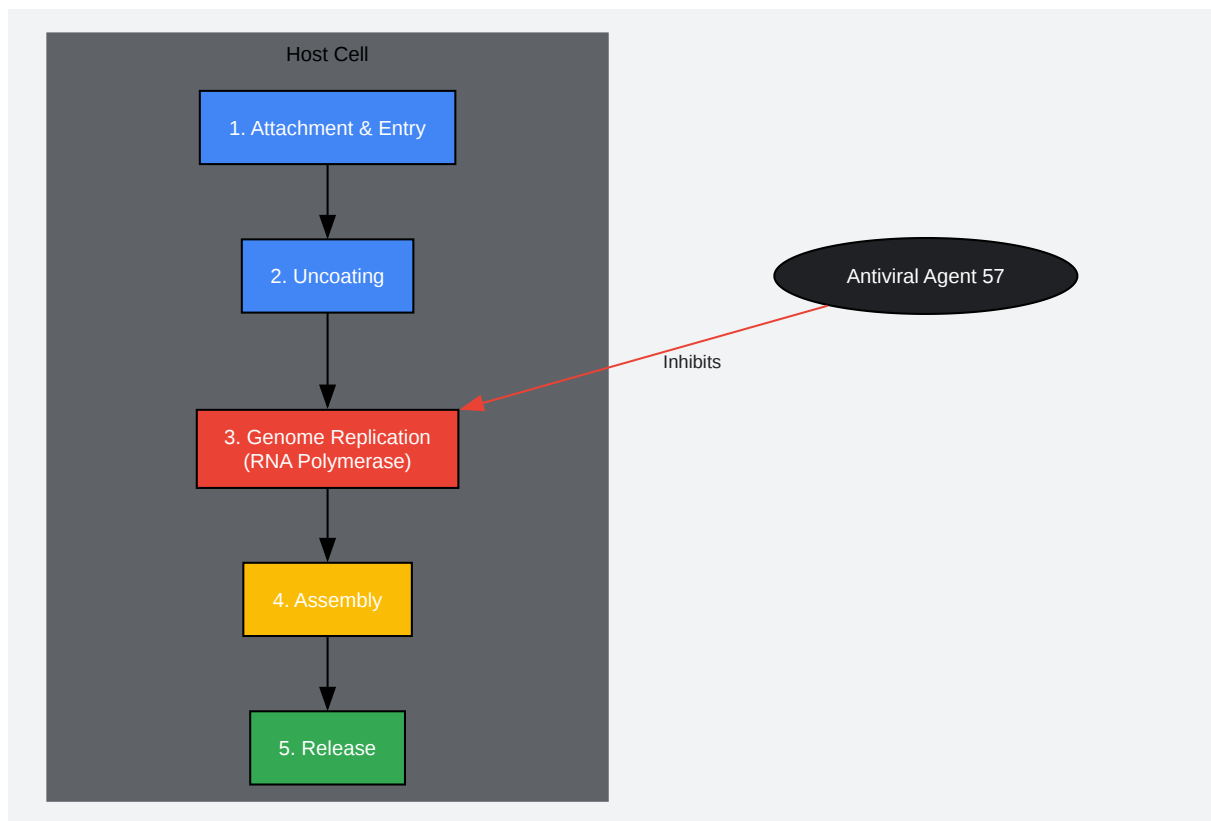 Host Cell
1. Attachment & Entry
2. Uncoating
Antiviral Agent 57
Inhibits
3. Genome Replication
(RNA Polymerase)
4. Assembly
5. Release